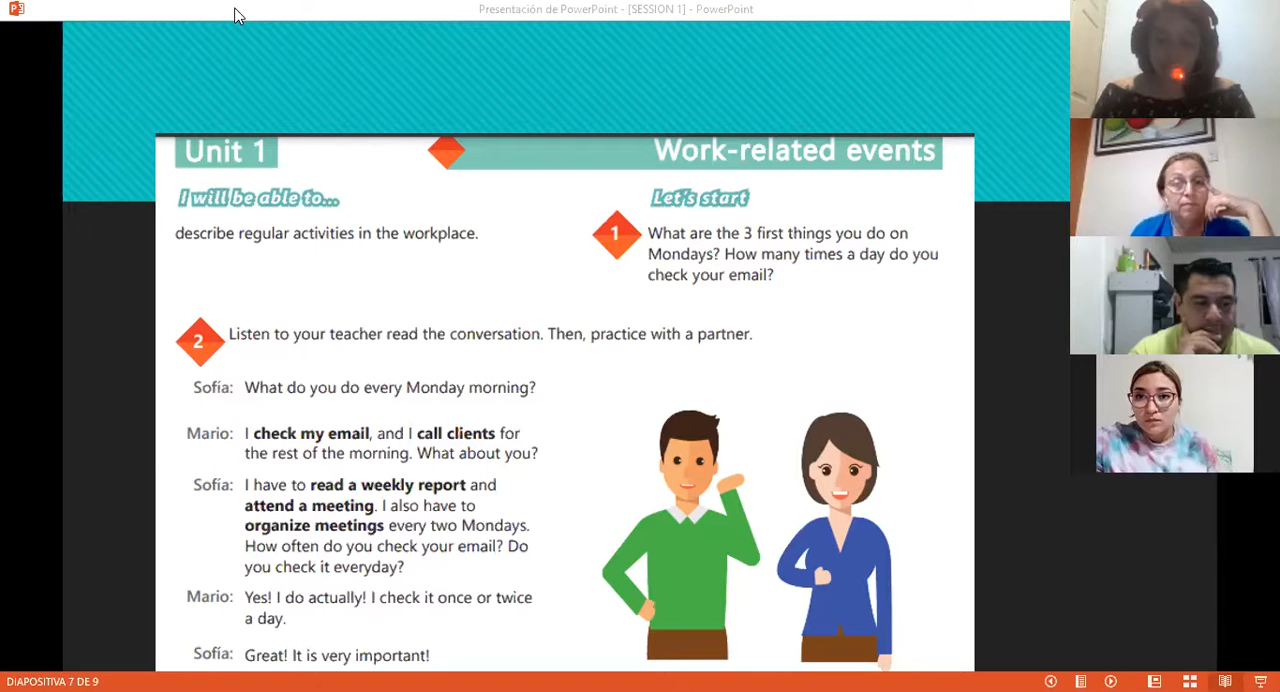 Presentación de PowerPoint - [SESSION 1] - PowerPoint
Unit 1
Work-related events
I will be able to...
describe regular activities in the workplace.
Let's start
1
What are the 3 first things you do on
Mondays? How many times a day do you
check your email?
2
Listen to your teacher read the conversation. Then, practice with a partner.
Sofía: What do you do every Monday morning?
Mario: I check my email, and I call clients for
the rest of the morning. What about you?
Sofía: I have to read a weekly report and
attend a meeting. I also have to
organize meetings every two Mondays.
How often do you check your email? Do
you check it everyday?
Mario: Yes! I do actually! I check it once or twice
a day.
Sofía: Great! It is very important!
DIAPOSITIVA 7 DE 9